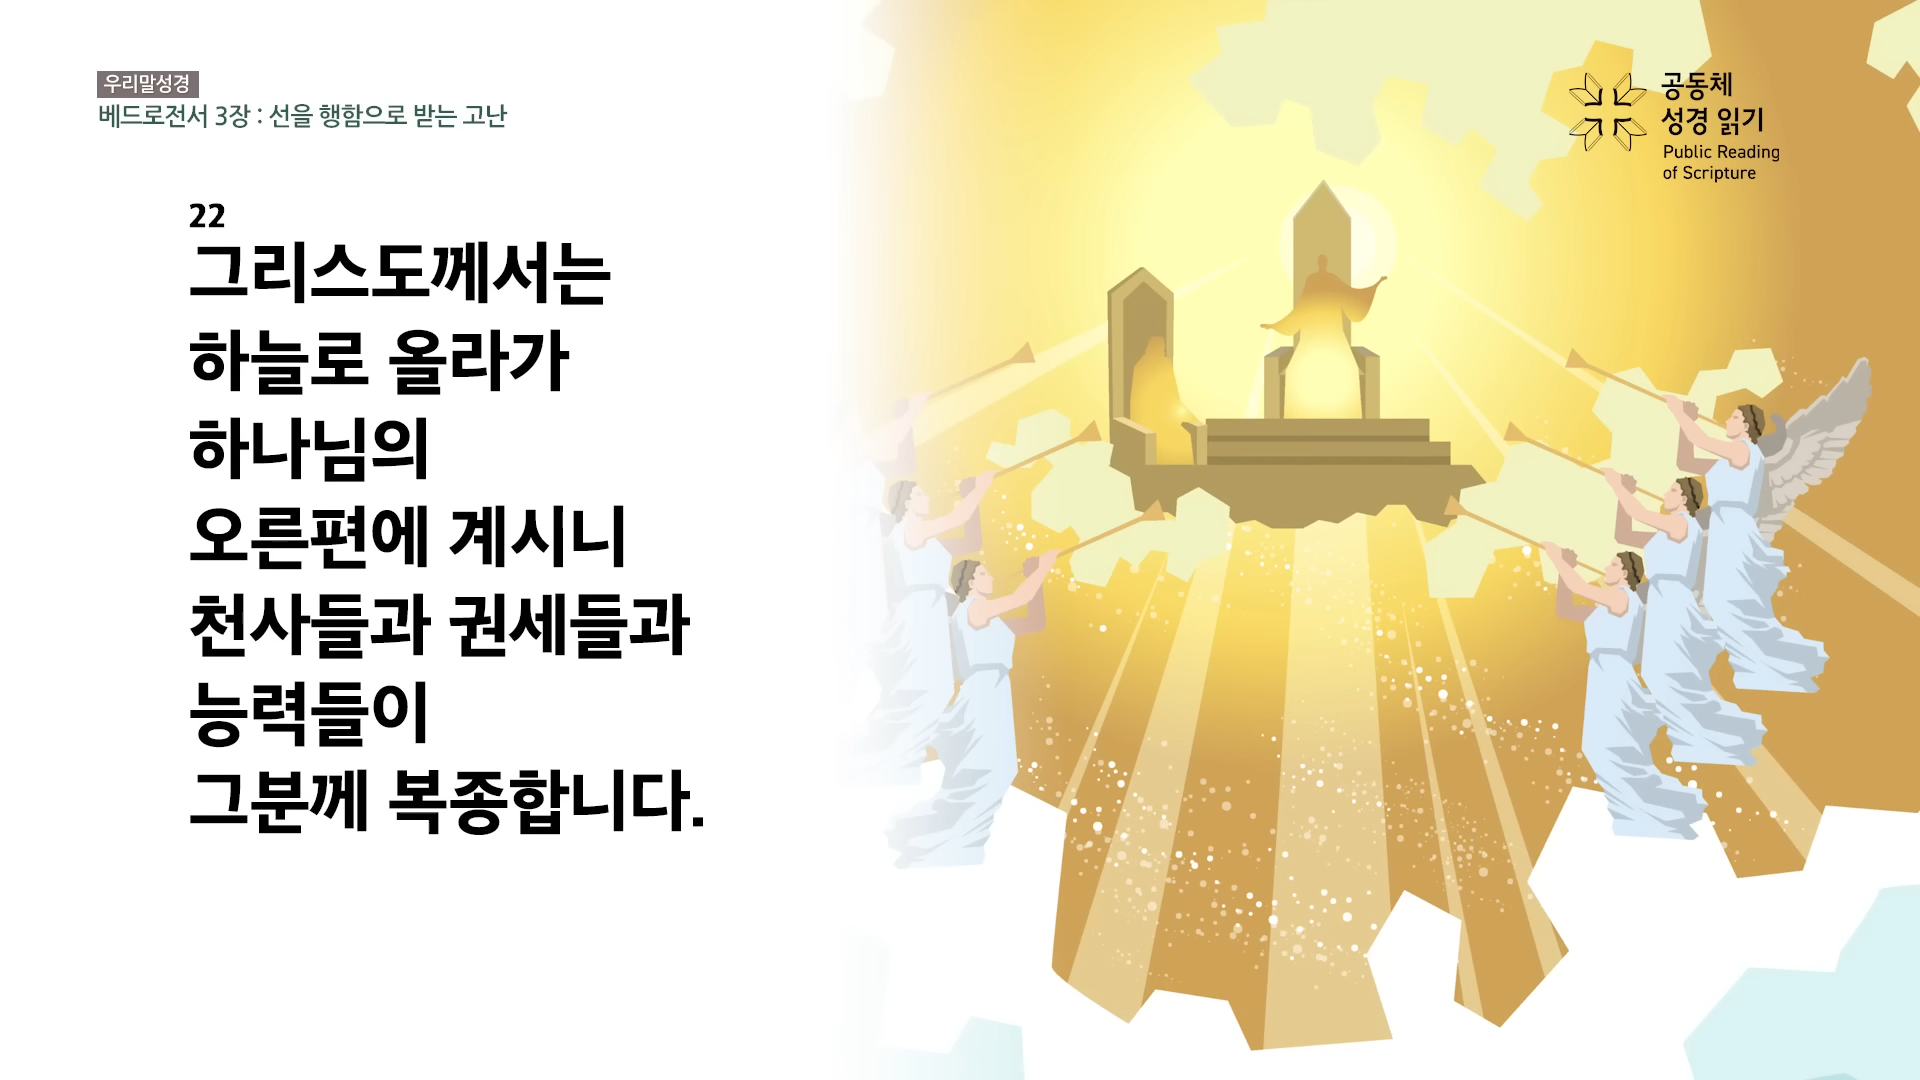 우리말성경
베드로전서 3장 : 선을 행함으로 받는 고난
공동체
성경 읽기
Public Reading
of Scripture
22
그리스도께서는
하늘로 올라가
하나님의
오른편에 계시니
천사들과 권세들과
능력들이
그분께 복종합니다.